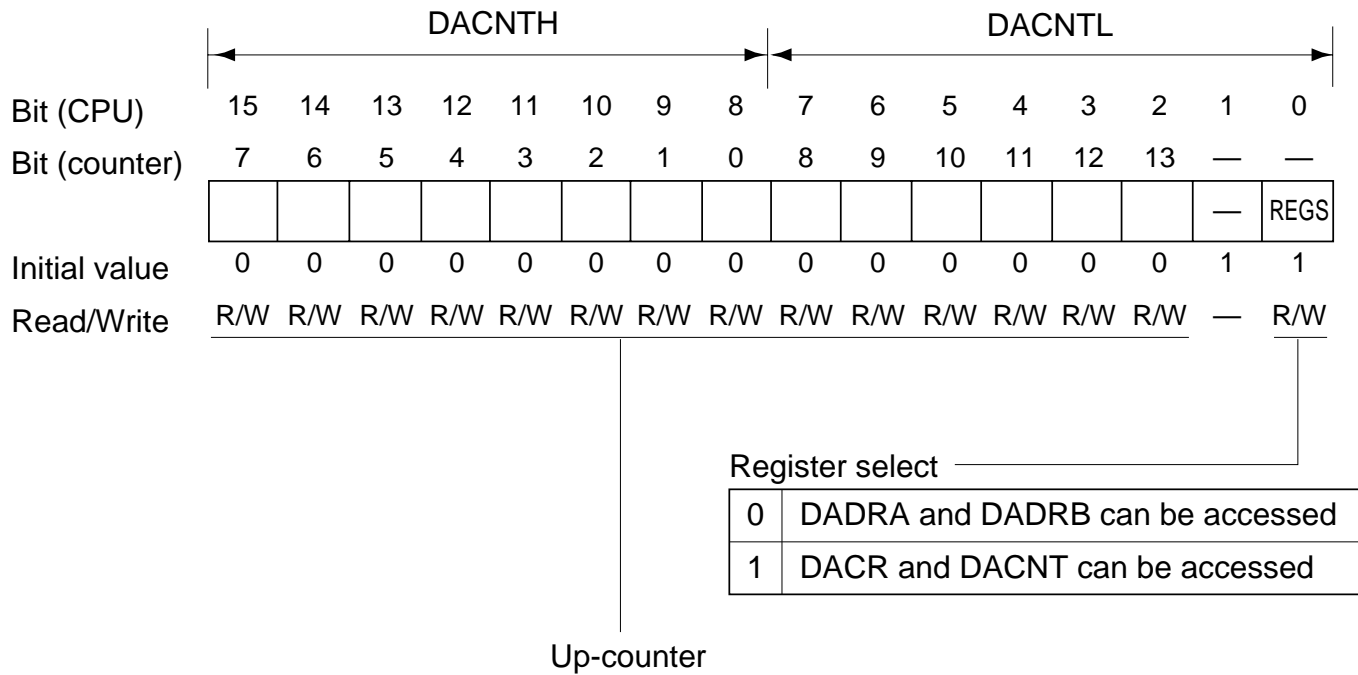 DACNTH DACNTL
Bit (CPU) 15 14 13 12 11 10 9 8 7 6 5 4 3 2 1 0
Bit (counter) 7 6 5 4 3 2 1 0 8 9 10 11 12 13 — —
— REGS
Initial value 0 0 0 0 0 0 0 0 0 0 0 0 0 0 1 1
Read/Write R/W R/W R/W R/W R/W R/W R/W R/W R/W R/W R/W R/W R/W R/W — R/W
Register select
0 DADRA and DADRB can be accessed
1 DACR and DACNT can be accessed
Up-counter